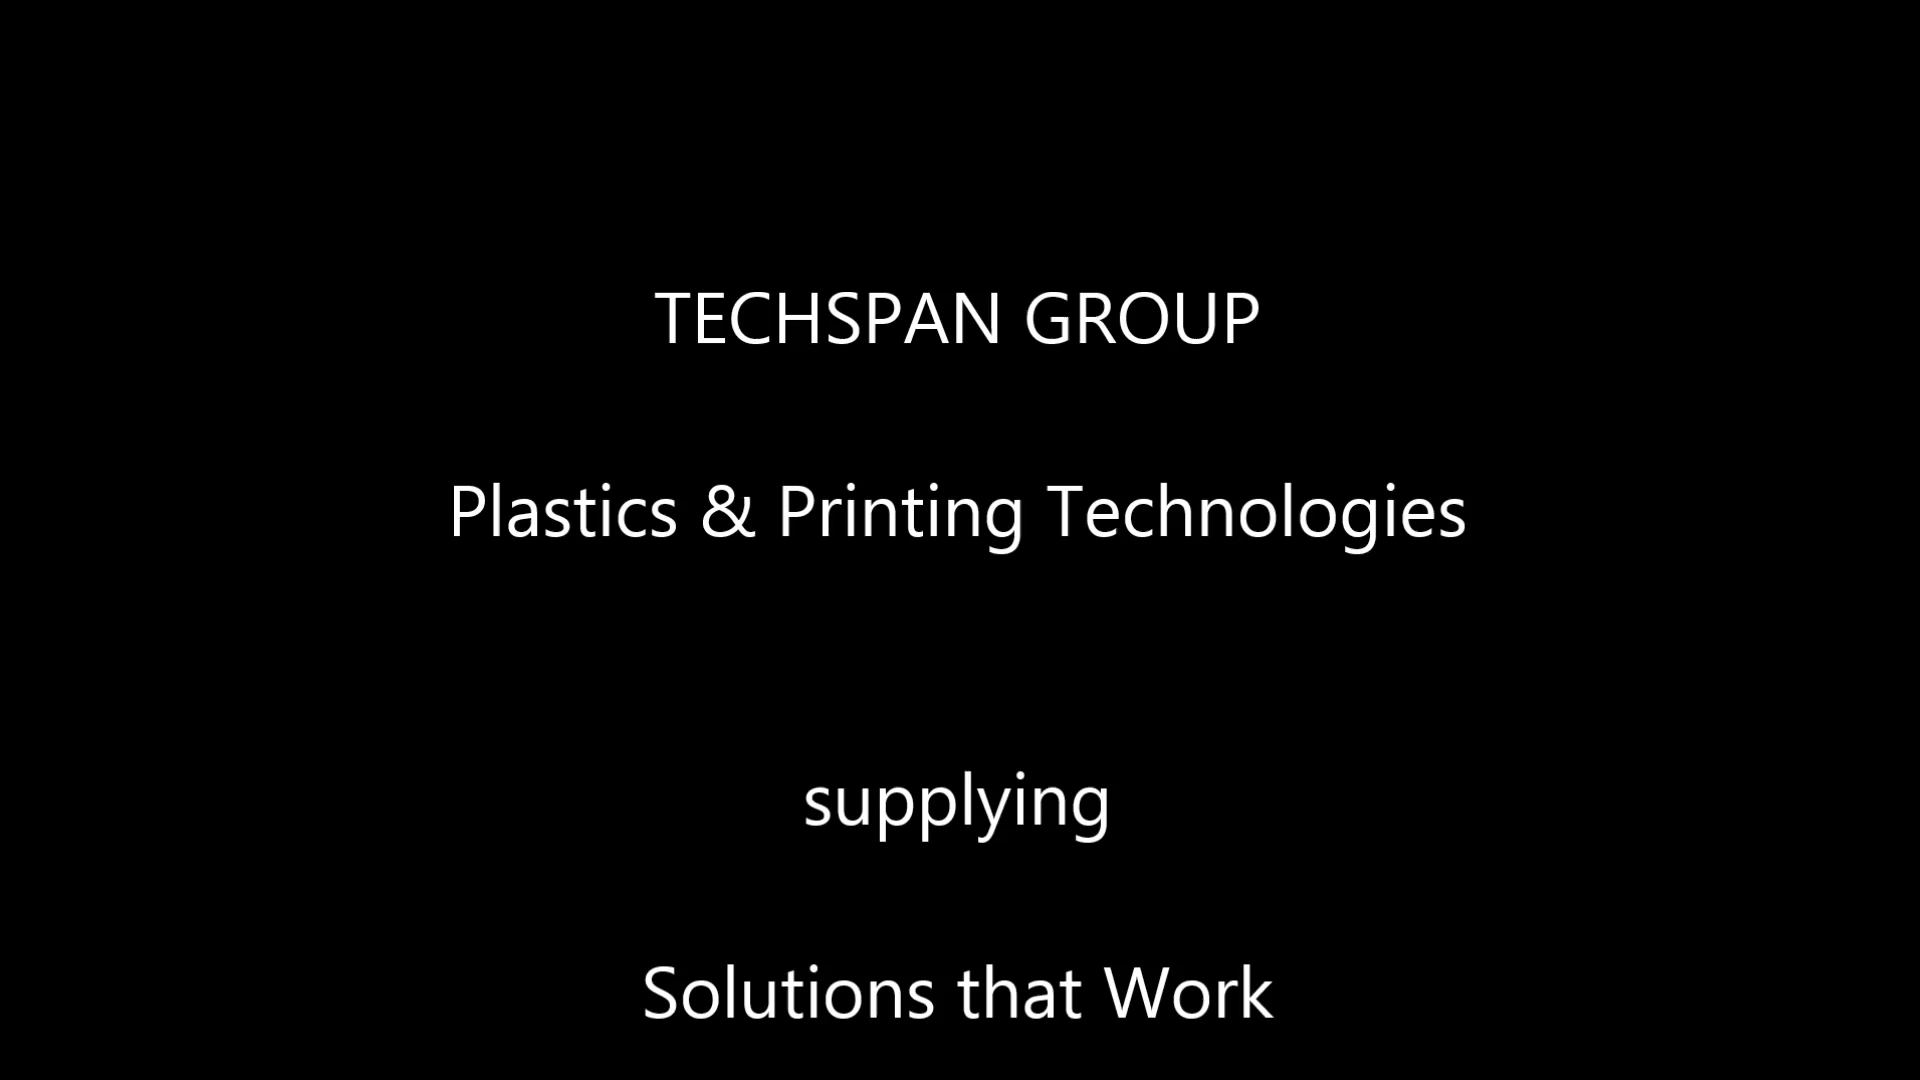 TECHSPAN GROUP
Plastics & Printing Technologies
supplying
Solutions that Work